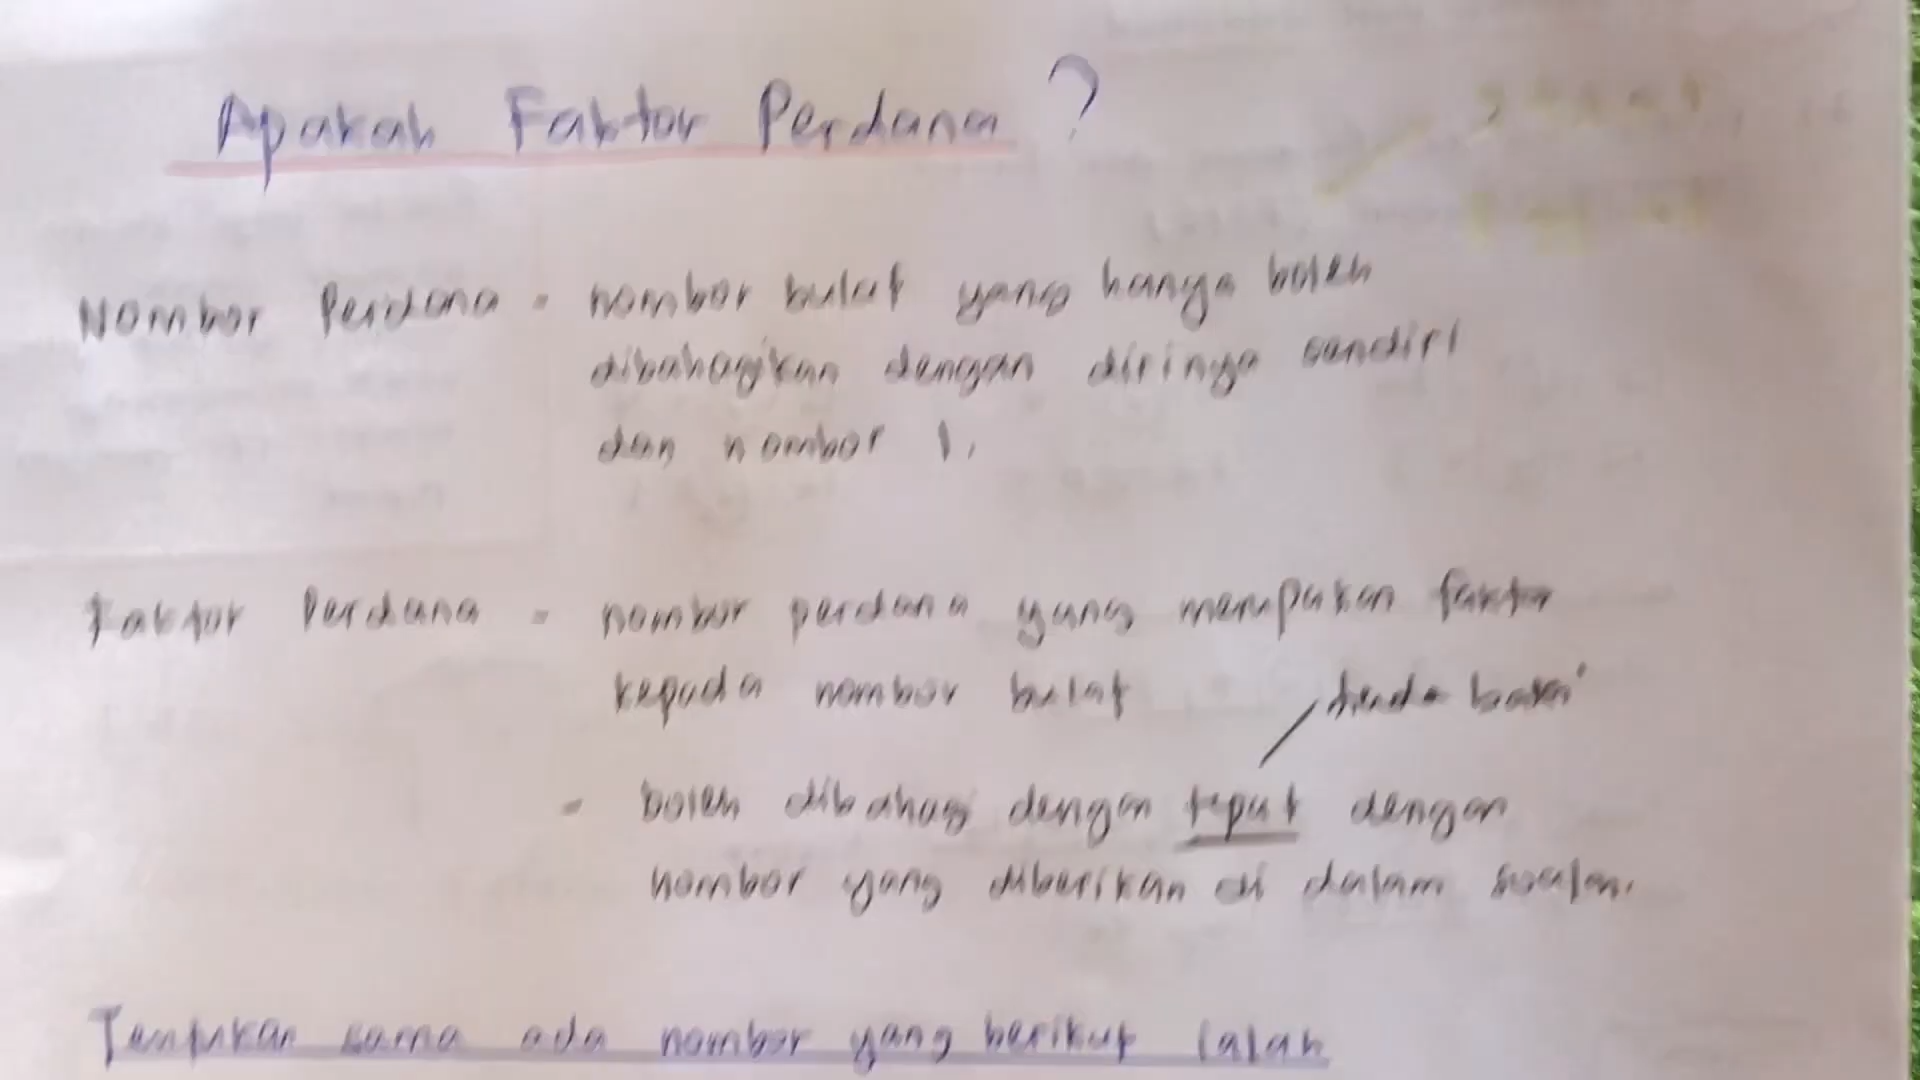 Apakah Faktor Perdana ?
Nombor Perdana - nombor bulat yang hanya boleh
dibahagikan dengan dirinya sendiri
dan nombor 1.
Faktor Perdana - nombor perdana yang merupakan faktor
kepada nombor bulat
tiada baki
- boleh dibahagi dengan tepat dengan
nombor yang diberikan di dalam soalan.
Tentukan sama ada nombor yang berikut ialah